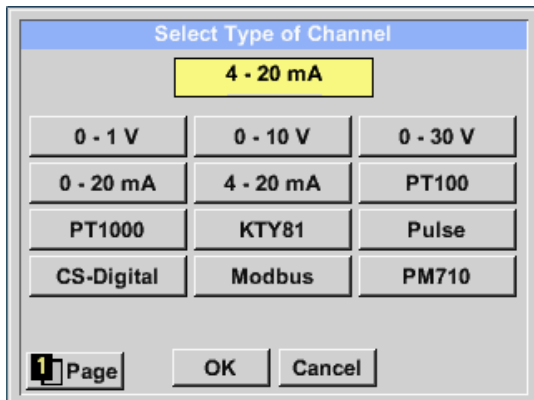 Select Type of Channel
4 - 20 mA
0 - 1 V 0 - 10 V 0 - 30 V
0 - 20 mA 4 - 20 mA PT100
PT1000 KTY81 Pulse
CS-Digital Modbus PM710
1 Page OK Cancel